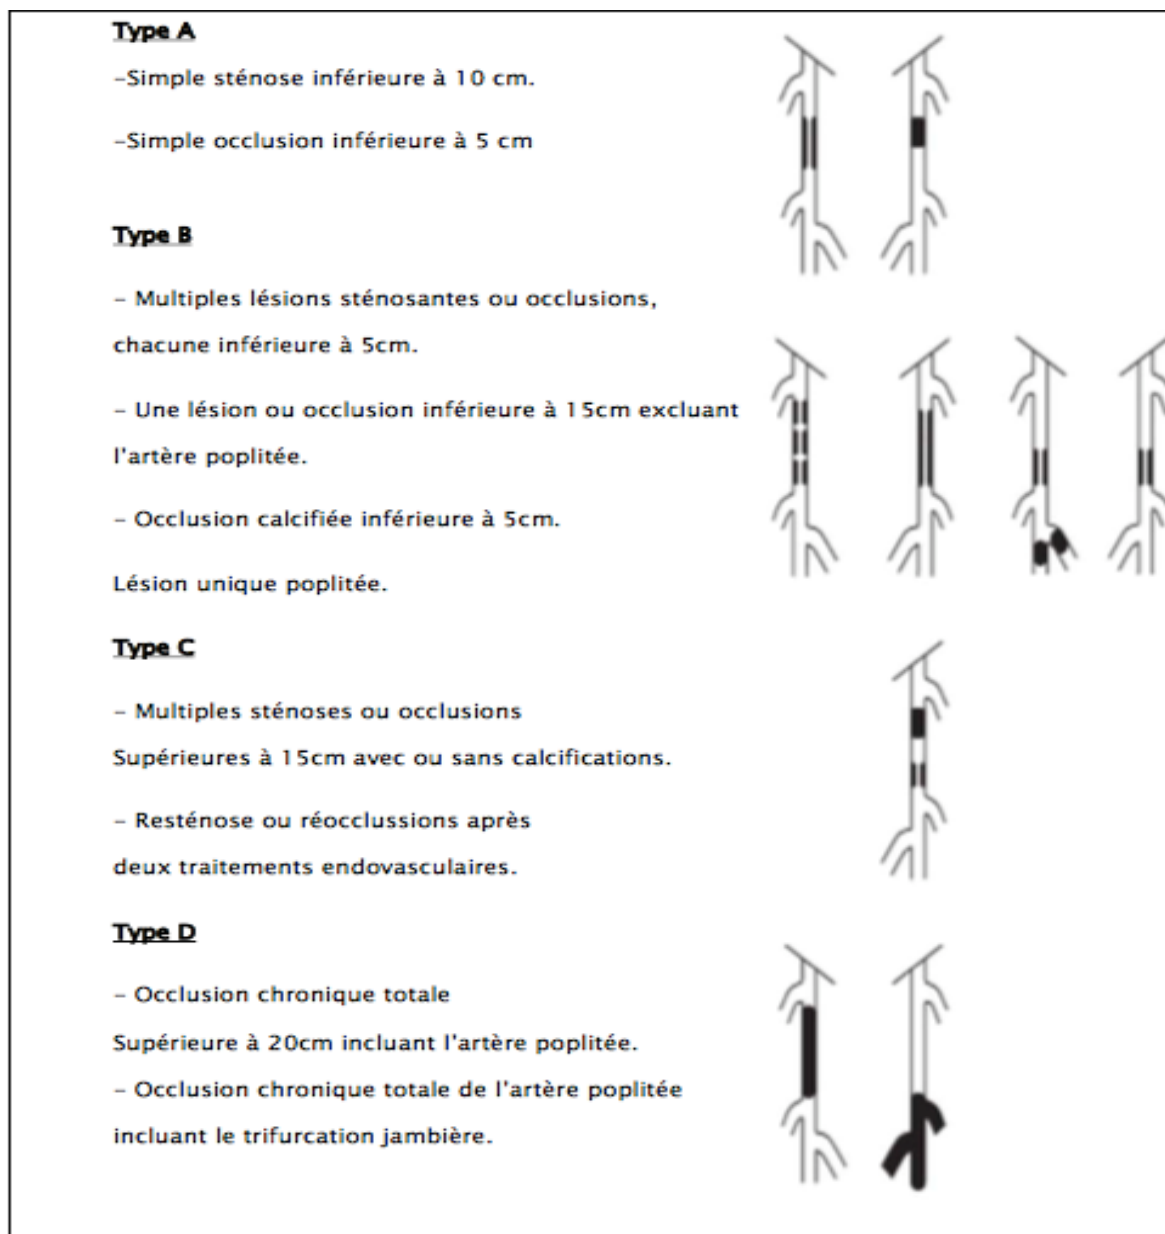 Type A
-Simple sténose inférieure à 10 cm.
-Simple occlusion inférieure à 5 cm
Type B
- Multiples lésions sténosantes ou occlusions,
chacune inférieure à 5cm.
- Une lésion ou occlusion inférieure à 15cm excluant
l'artère poplitée.
- Occlusion calcifiée inférieure à 5cm.
Lésion unique poplitée.
Type C
- Multiples sténoses ou occlusions
Supérieures à 15cm avec ou sans calcifications.
- Resténose ou réocclussions après
deux traitements endovasculaires.
Type D
- Occlusion chronique totale
Supérieure à 20cm incluant l'artère poplitée.
- Occlusion chronique totale de l'artère poplitée
incluant le trifurcation jambière.